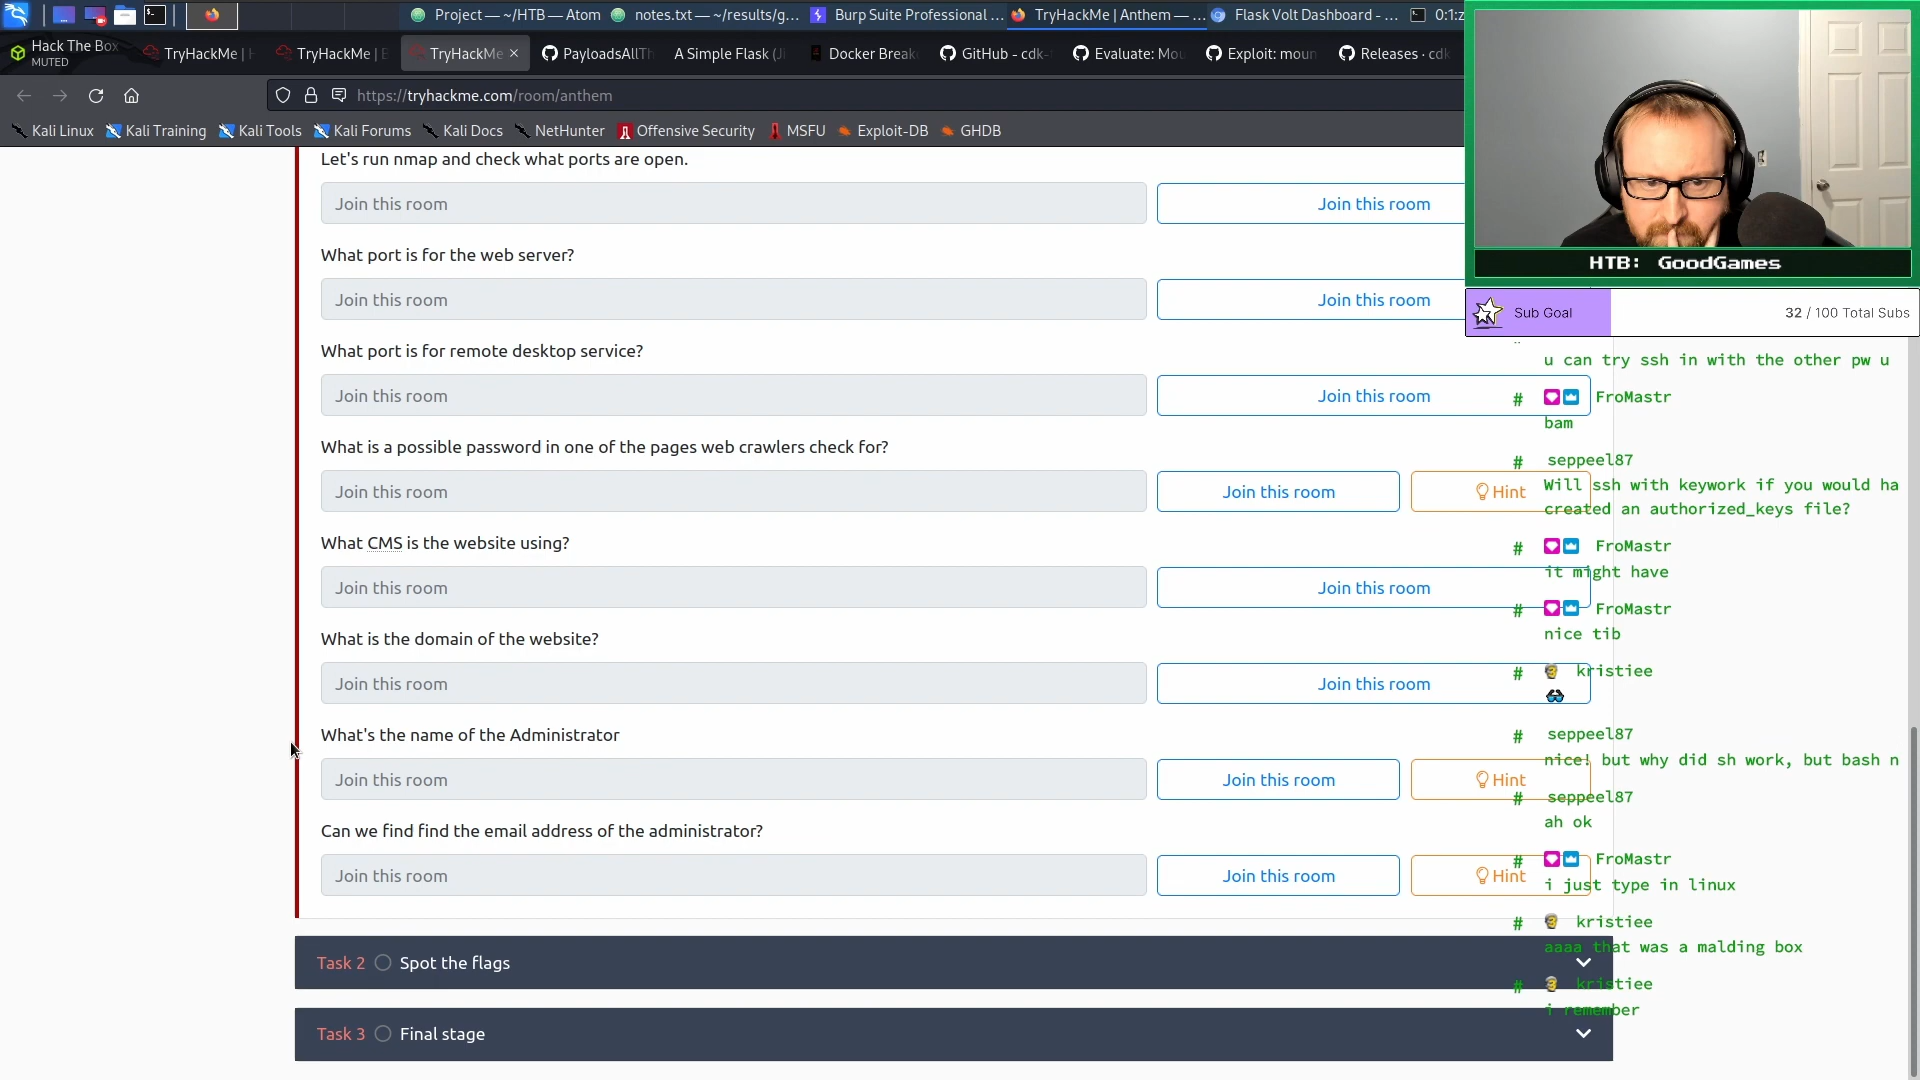 Project — ~/HTB — Atom
notes.txt — ~/results/g...
Burp Suite Professional ...
TryHackMe | Anthem — ...
Flask Volt Dashboard - ...
Hack The Box
MUTED
TryHackMe |
TryHackMe |
TryHackMe
PayloadsAllTh
A Simple Flask (Ji
Docker Break
GitHub - cdk-
Evaluate: Mou
Exploit: moun
Releases · cdk
https://tryhackme.com/room/anthem
Kali Linux
Kali Training
Kali Tools
Kali Forums
Kali Docs
NetHunter
Offensive Security
MSFU
Exploit-DB
GHDB
Let's run nmap and check what ports are open.
Join this room
Join this room
What port is for the web server?
Join this room
Join this room
What port is for remote desktop service?
Join this room
Join this room
What is a possible password in one of the pages web crawlers check for?
Join this room
Join this room
Hint
What CMS is the website using?
Join this room
Join this room
What is the domain of the website?
Join this room
Join this room
What's the name of the Administrator
Join this room
Join this room
Hint
Can we find find the email address of the administrator?
Join this room
Join this room
Hint
Task 2 Spot the flags
Task 3 Final stage
HTB: GoodGames
Sub Goal
32 / 100 Total Subs
u can try ssh in with the other pw u
# FroMastr
bam
# seppeel87
Will ssh with keywork if you would ha
created an authorized_keys file?
# FroMastr
it might have
# FroMastr
nice tib
# kristiee
# seppeel87
nice! but why did sh work, but bash n
# seppeel87
ah ok
# FroMastr
i just type in linux
# kristiee
aaaa that was a malding box
# kristiee
i remember